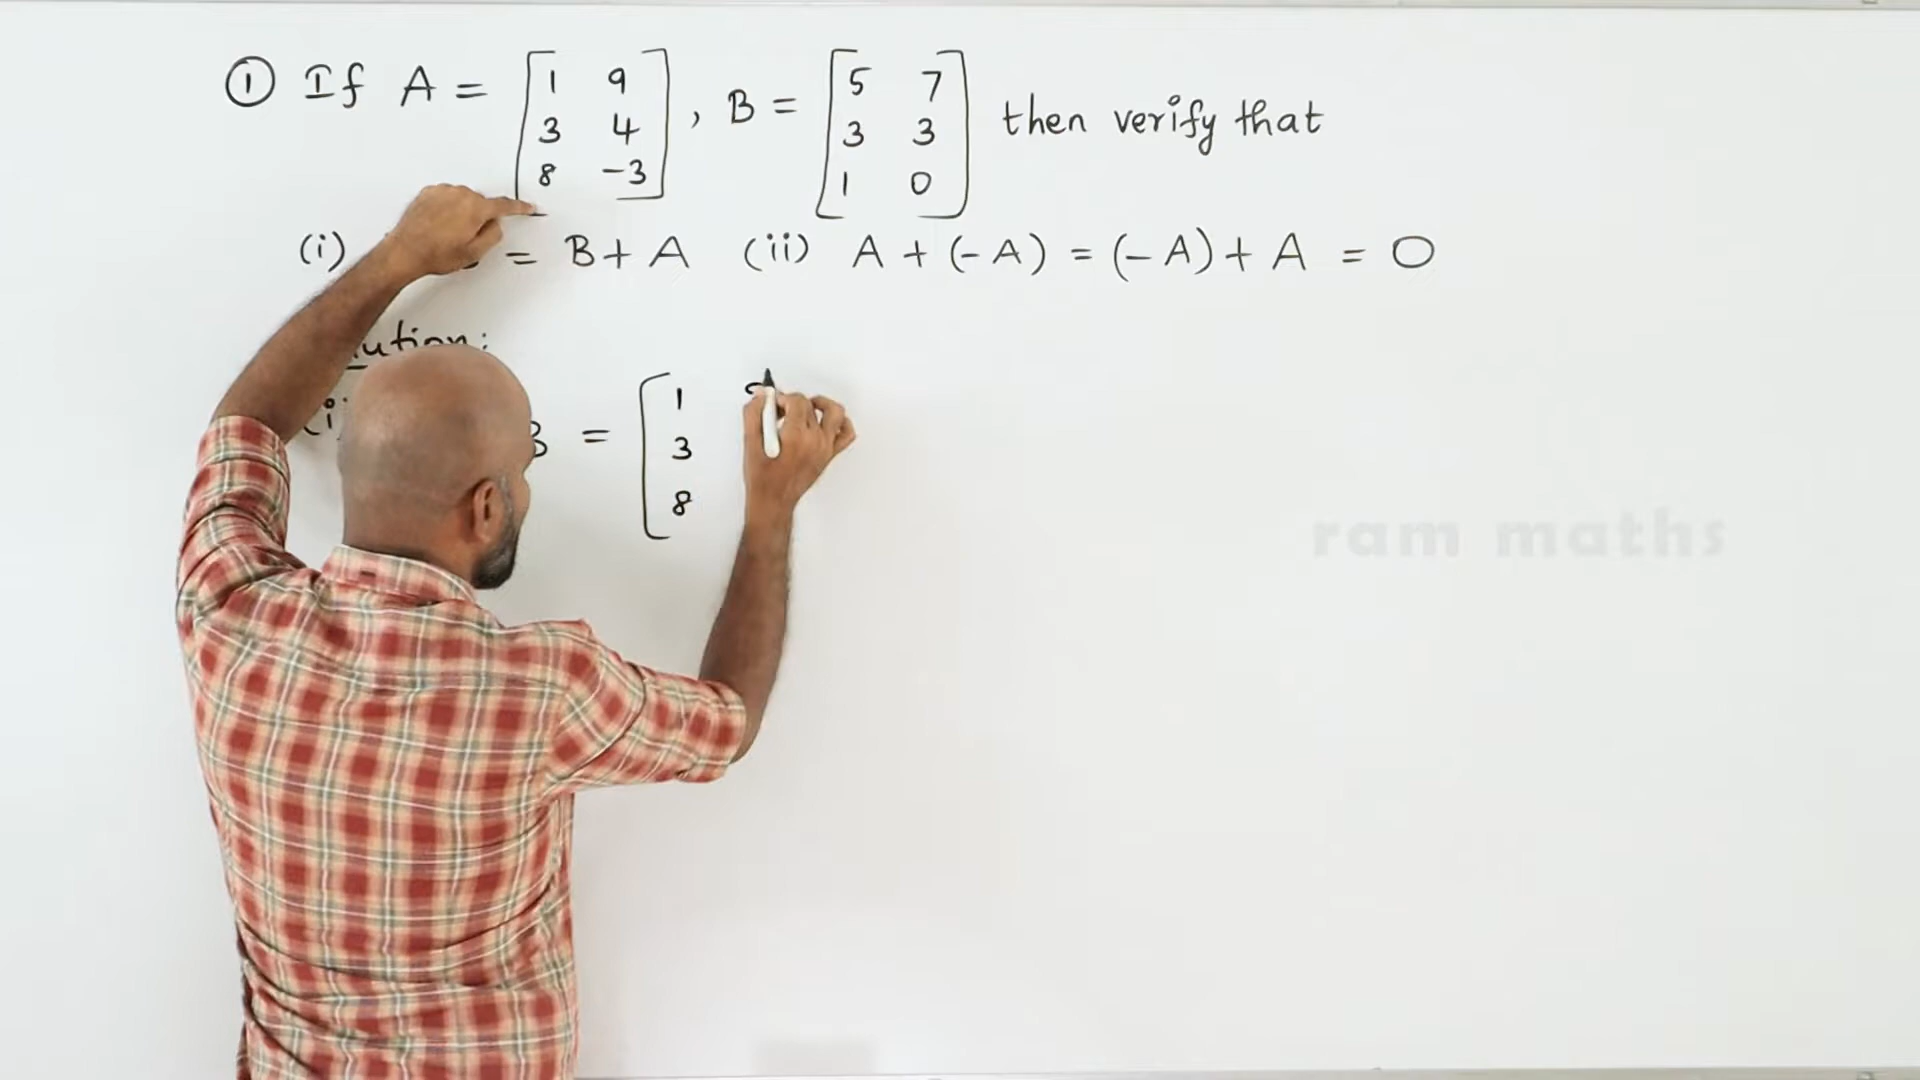 ① If A = [1 9 3 4 8 -3], B = [5 7 3 3 1 0] then verify that
(i) = B + A (ii) A + (-A) = (-A) + A = O
(i) B = [1 3 8
ram maths